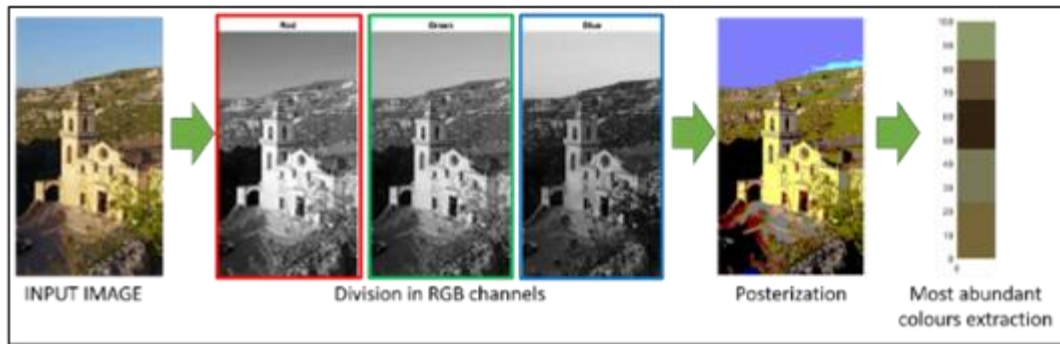 Red
Green
Blue
100
90
80
70
60
50
40
30
20
10
0
0
INPUT IMAGE
Division in RGB channels
Posterization
Most abundant
colours extraction